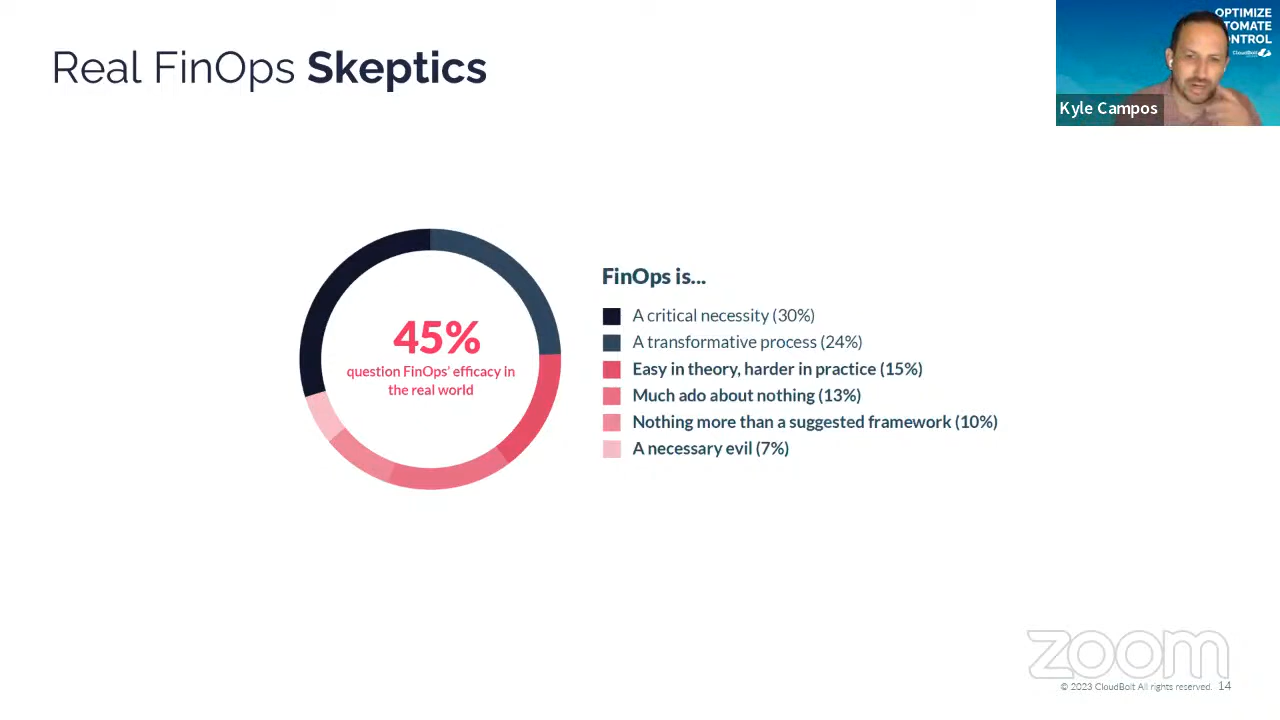 Real FinOps Skeptics
OPTIMIZE
TOMATE
ONTROL
CloudBolt
Kyle Campos
45%
question FinOps' efficacy in
the real world
FinOps is...
A critical necessity (30%)
A transformative process (24%)
Easy in theory, harder in practice (15%)
Much ado about nothing (13%)
Nothing more than a suggested framework (10%)
A necessary evil (7%)
zoom
© 2023 CloudBolt All rights reserved. 14